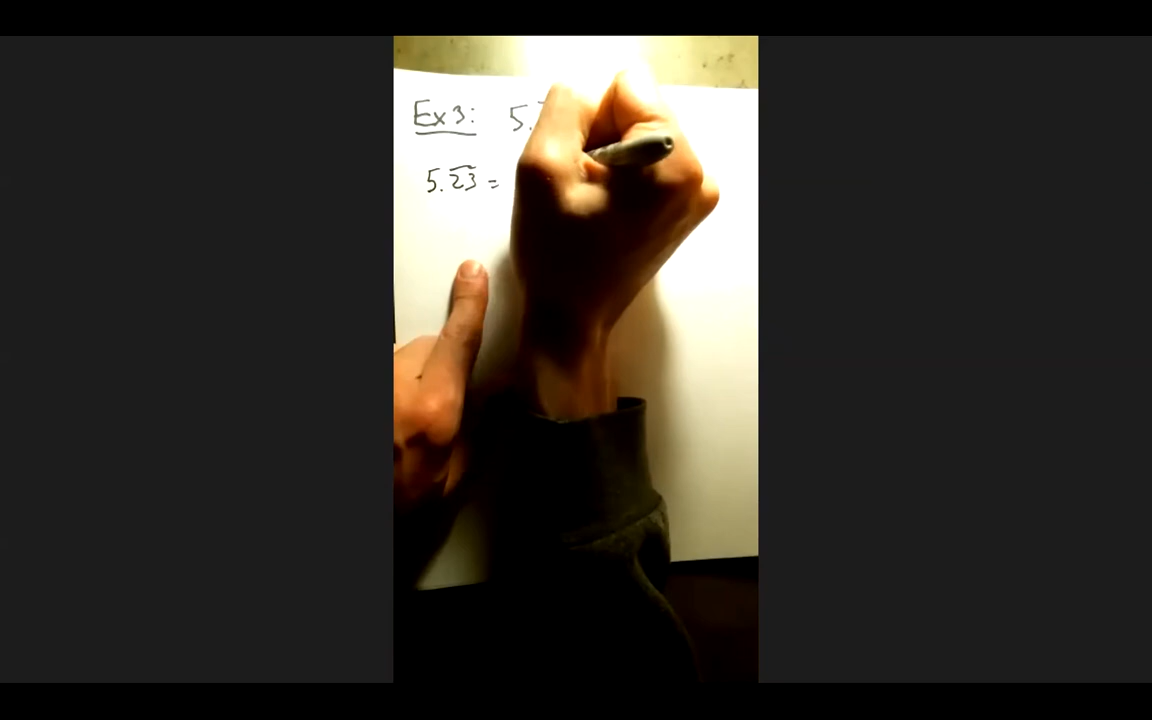 Ex 3: 5.
5.2̅3̅ =